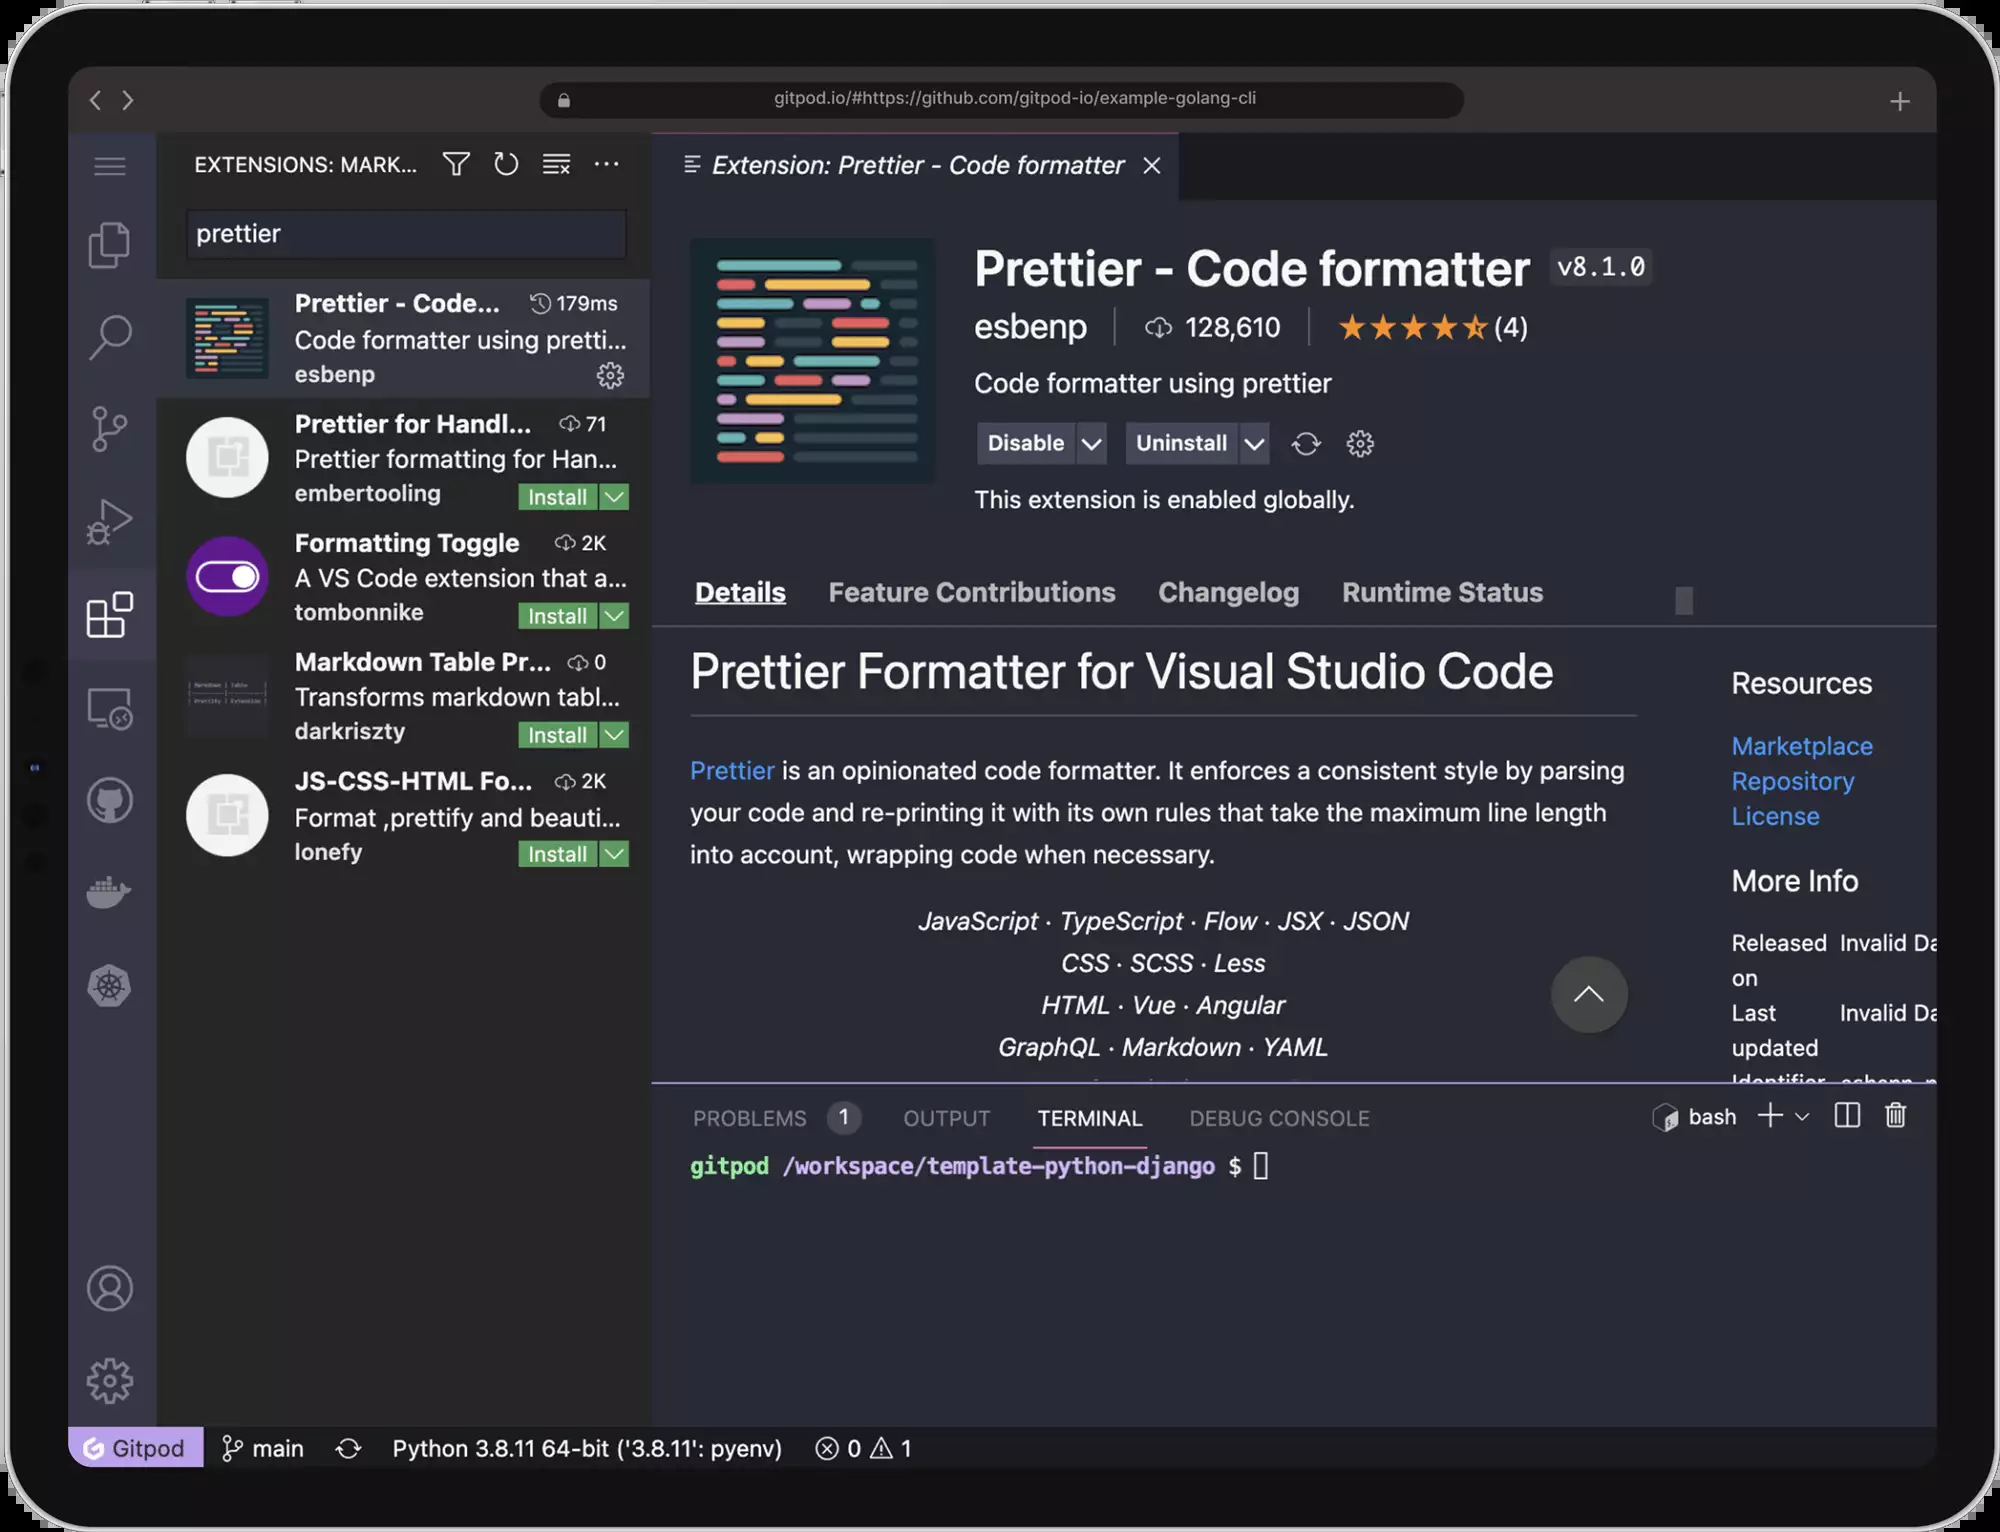 gitpod.io/#https://github.com/gitpod-io/example-golang-cli
EXTENSIONS: MARK...
prettier
Prettier - Code... 179ms
Code formatter using pretti...
esbenp
Prettier for Handl... 71
Prettier formatting for Han...
embertooling Install
Formatting Toggle 2K
A VS Code extension that a...
tombonnike Install
Markdown Table Pr... 0
Transforms markdown tabl...
darkriszty Install
JS-CSS-HTML Fo... 2K
Format ,prettify and beauti...
lonefy Install
Extension: Prettier - Code formatter
Prettier - Code formatter v8.1.0
esbenp 128,610 (4)
Code formatter using prettier
Disable Uninstall
This extension is enabled globally.
Details Feature Contributions Changelog Runtime Status
Prettier Formatter for Visual Studio Code
Prettier is an opinionated code formatter. It enforces a consistent style by parsing
your code and re-printing it with its own rules that take the maximum line length
into account, wrapping code when necessary.
JavaScript · TypeScript · Flow · JSX · JSON
CSS · SCSS · Less
HTML · Vue · Angular
GraphQL · Markdown · YAML
Resources
Marketplace
Repository
License
More Info
Released Invalid Da
on
Last Invalid Da
updated
Identifier
PROBLEMS 1 OUTPUT TERMINAL DEBUG CONSOLE bash
gitpod /workspace/template-python-django $
Gitpod main Python 3.8.11 64-bit ('3.8.11': pyenv) 0 1